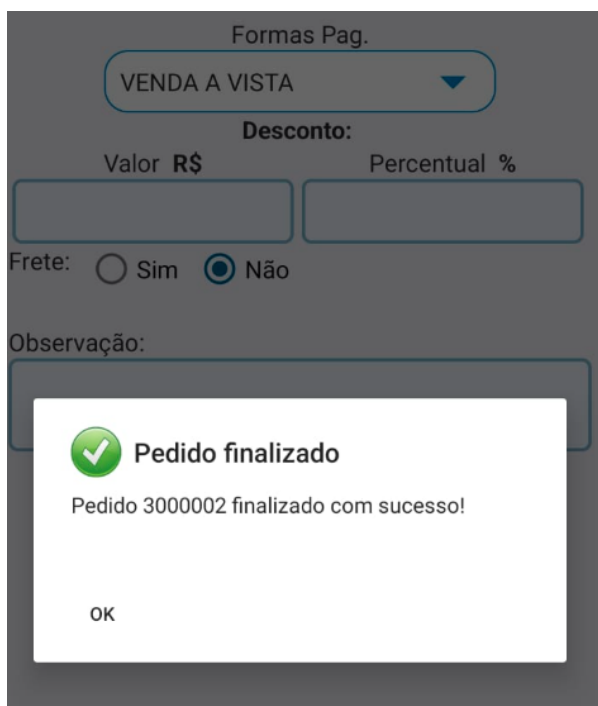 Formas Pag.
VENDA A VISTA
Desconto:
Valor R$ Percentual %
Frete: Sim Não
Observação:
Pedido finalizado
Pedido 3000002 finalizado com sucesso!
OK